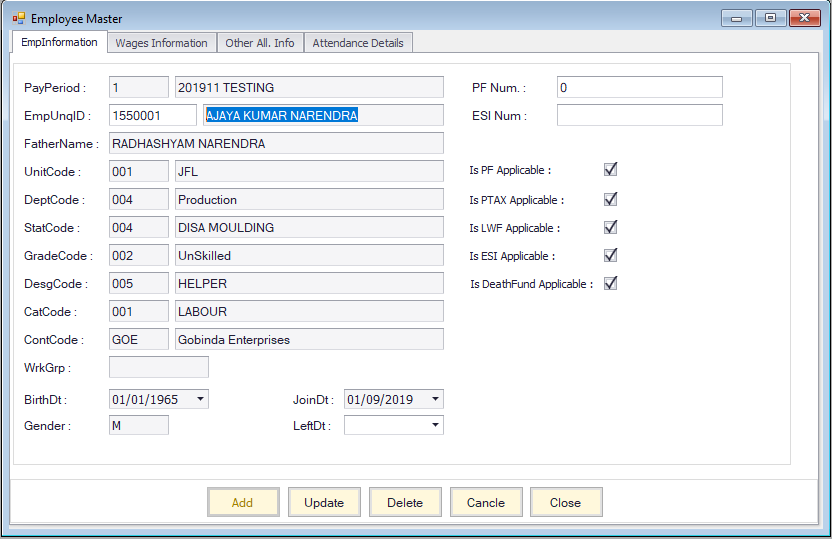 Employee Master
EmpInformation Wages Information Other All. Info Attendance Details
PayPeriod : 1 201911 TESTING PF Num. : 0
EmpUnqID : 1550001 AJAYA KUMAR NARENDRA ESI Num :
FatherName : RADHASHYAM NARENDRA
UnitCode : 001 JFL Is PF Applicable :
DeptCode : 004 Production Is PTAX Applicable :
StatCode : 004 DISA MOULDING Is LWF Applicable :
GradeCode : 002 UnSkilled Is ESI Applicable :
DesgCode : 005 HELPER Is DeathFund Applicable :
CatCode : 001 LABOUR
ContCode : GOE Gobinda Enterprises
WrkGrp :
BirthDt : 01/01/1965 JoinDt : 01/09/2019
Gender : M LeftDt :
Add Update Delete Cancle Close